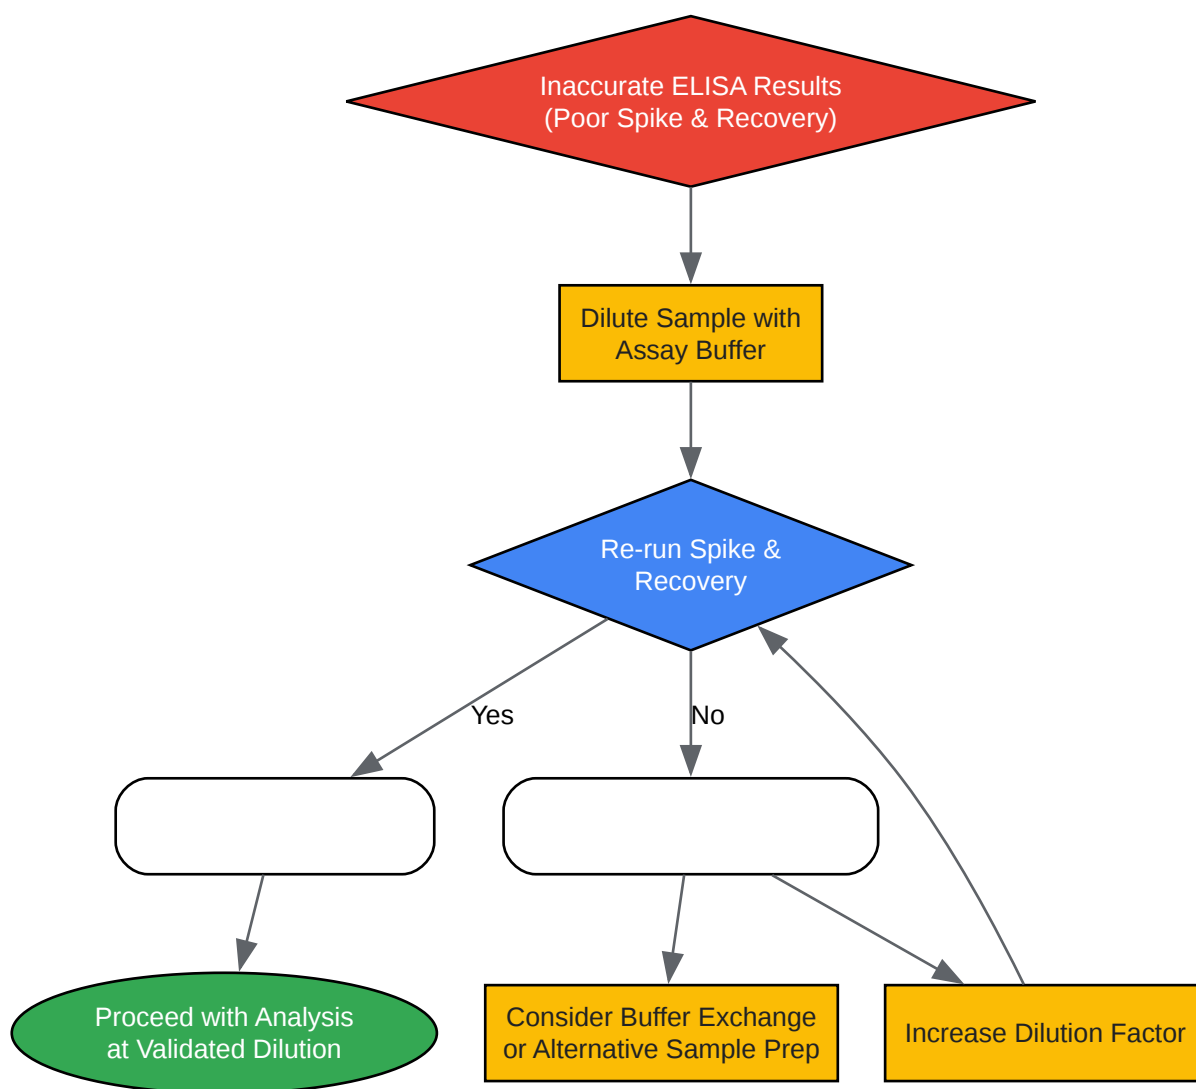 Inaccurate ELISA Results
(Poor Spike & Recovery)
Dilute Sample with
Assay Buffer
Re-run Spike &
Recovery
Yes
No
Proceed with Analysis
at Validated Dilution
Consider Buffer Exchange
or Alternative Sample Prep
Increase Dilution Factor